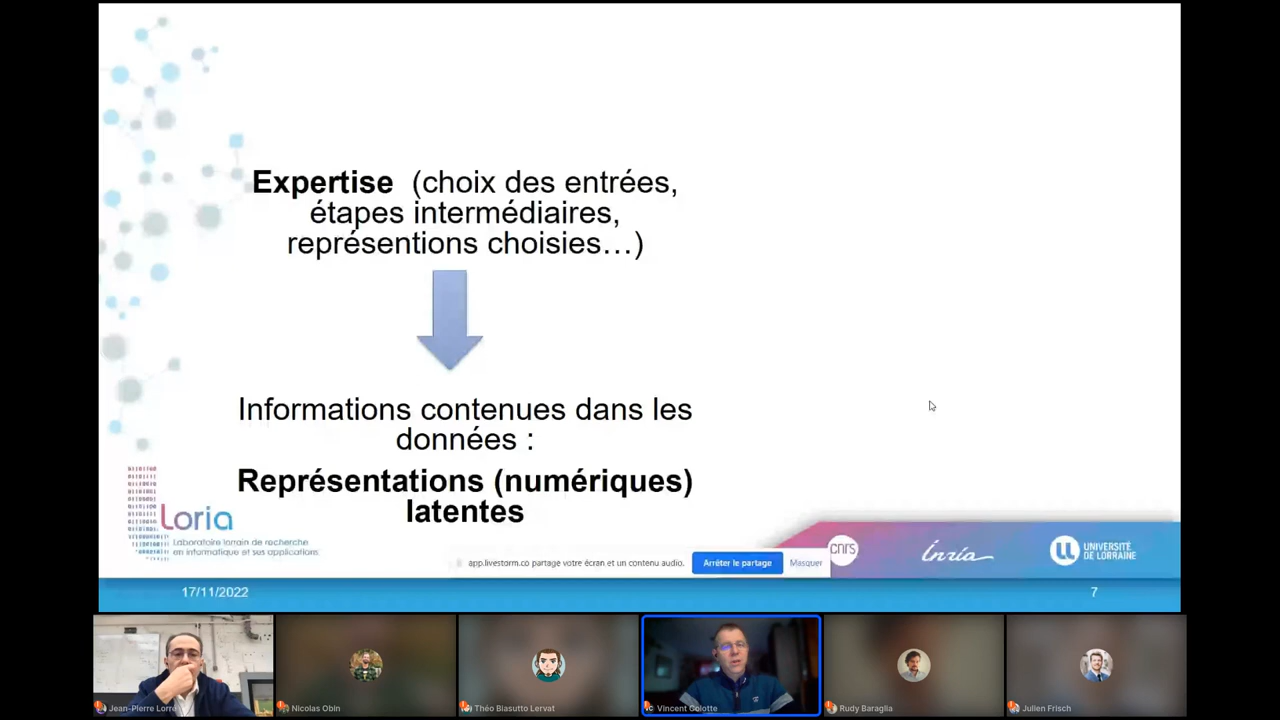 Expertise (choix des entrées,
étapes intermédiaires,
représentions choisies…)
Informations contenues dans les
données :
Représentations (numériques)
latentes
Loria
Laboratoire lorrain de recherche
en informatique et ses applications
app.livestorm.co partage votre écran et un contenu audio.
Arrêter le partage
Masquer
cnrs
Inria
UNIVERSITÉ
DE LORRAINE
17/11/2022
7
Jean-Pierre Lorré
Nicolas Obin
Théo Biasutto Lervat
Vincent Colotte
Rudy Baraglia
Julien Frisch